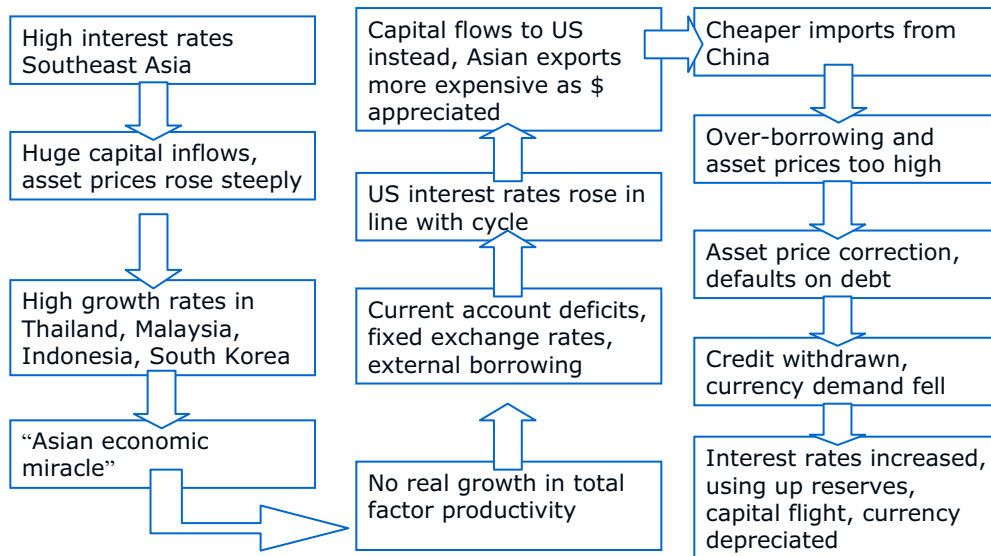 High interest rates
Southeast Asia
Huge capital inflows,
asset prices rose steeply
High growth rates in
Thailand, Malaysia,
Indonesia, South Korea
“Asian economic
miracle”
No real growth in total
factor productivity
Current account deficits,
fixed exchange rates,
external borrowing
US interest rates rose in
line with cycle
Capital flows to US
instead, Asian exports
more expensive as $
appreciated
Cheaper imports from
China
Over-borrowing and
asset prices too high
Asset price correction,
defaults on debt
Credit withdrawn,
currency demand fell
Interest rates increased,
using up reserves,
capital flight, currency
depreciated